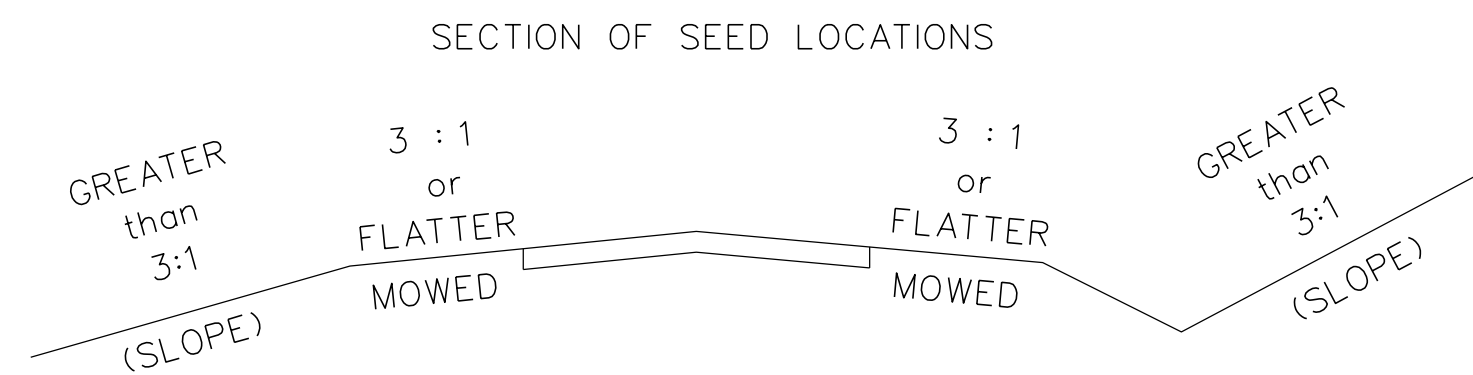 SECTION OF SEED LOCATIONS
GREATER
than
3:1
(SLOPE)
3 : 1
or
FLATTER
MOWED
3 : 1
or
FLATTER
MOWED
GREATER
than
3:1
(SLOPE)